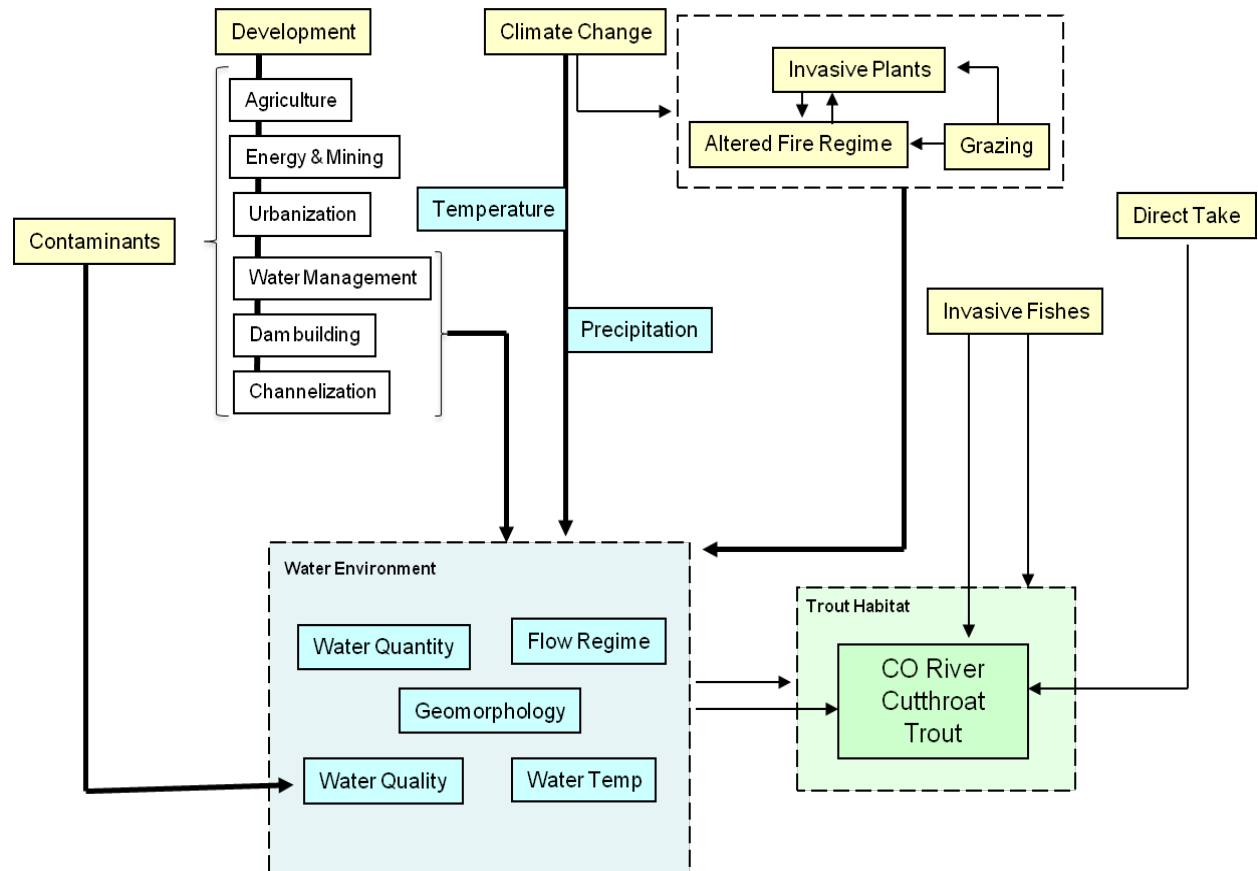 Development
Climate Change
Invasive Plants
Agriculture
Altered Fire Regime
Grazing
Energy & Mining
Temperature
Urbanization
Direct Take
Contaminants
Water Management
Invasive Fishes
Dam building
Precipitation
Channelization
Water Environment
Water Quantity
Flow Regime
Geomorphology
Water Quality
Water Temp
Trout Habitat
CO River
Cutthroat
Trout